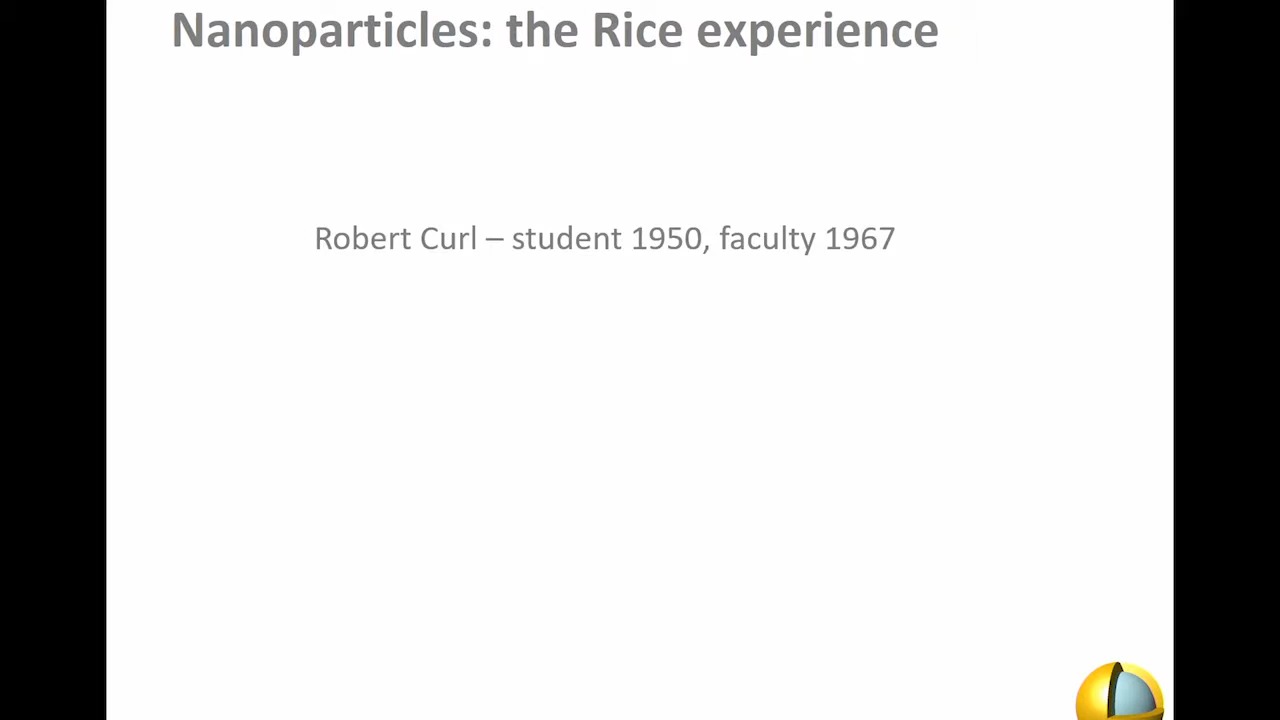 Nanoparticles: the Rice experience
Robert Curl – student 1950, faculty 1967